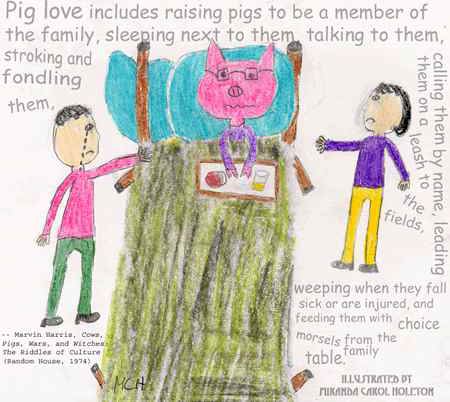 Pig love includes raising pigs to be a member of
the family, sleeping next to them, talking to them,
stroking and
fondling
them,
calling them by name, leading
them on a
leash to
the
fields,
weeping when they fall
sick or are injured, and
feeding them with choice
morsels from the
family
table.
-- Marvin Harris, Cows,
Pigs, Wars, and Witches:
The Riddles of Culture
(Random House, 1974)
MCH
ILLUSTRATED BY
MIRANDA CAROL HOLETON